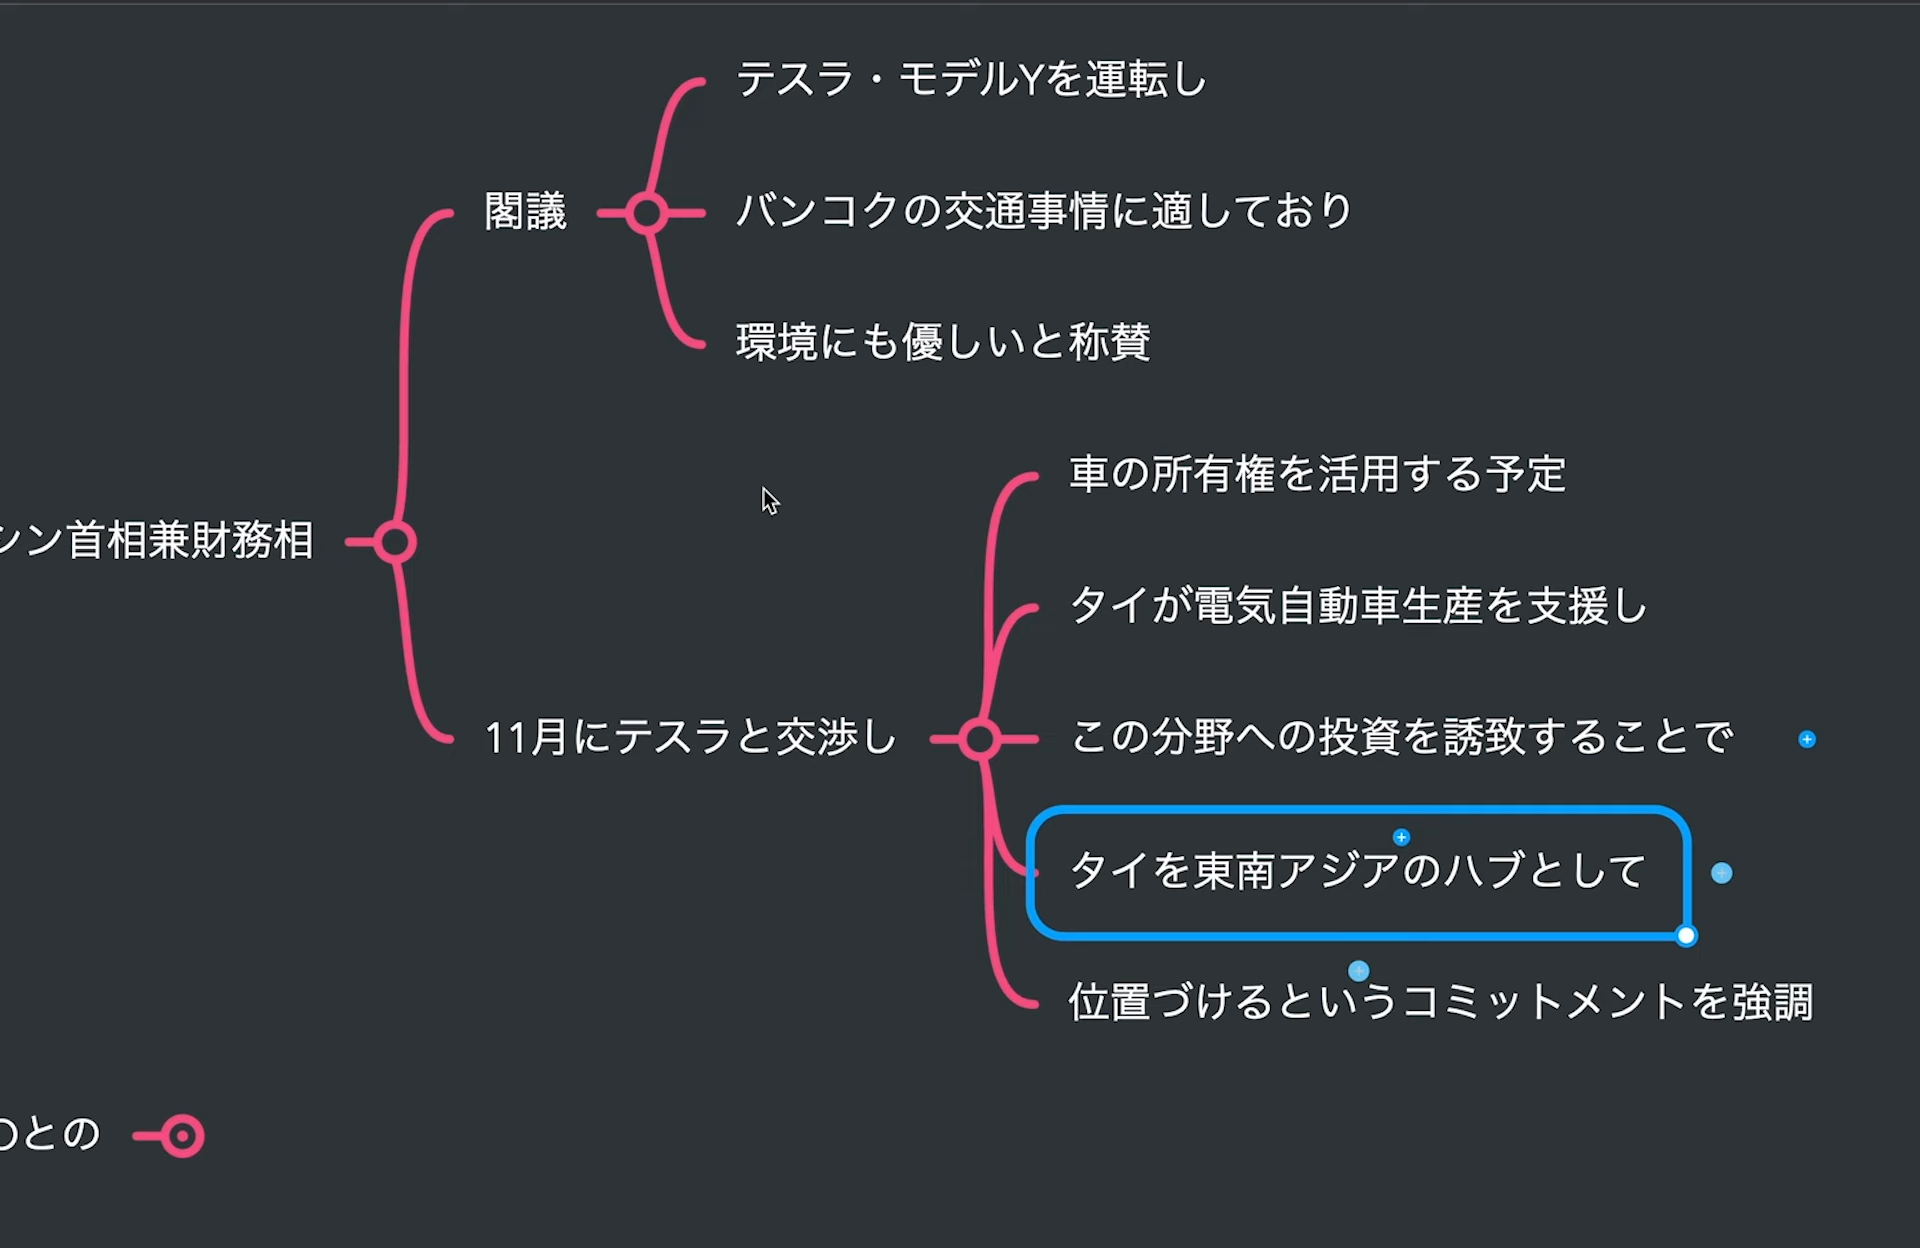 テスラ・モデルYを運転し
閣議
バンコクの交通事情に適しており
環境にも優しいと称賛
シン首相兼財務相
車の所有権を活用する予定
タイが電気自動車生産を支援し
11月にテスラと交渉し
この分野への投資を誘致することで
タイを東南アジアのハブとして
位置づけるというコミットメントを強調
との